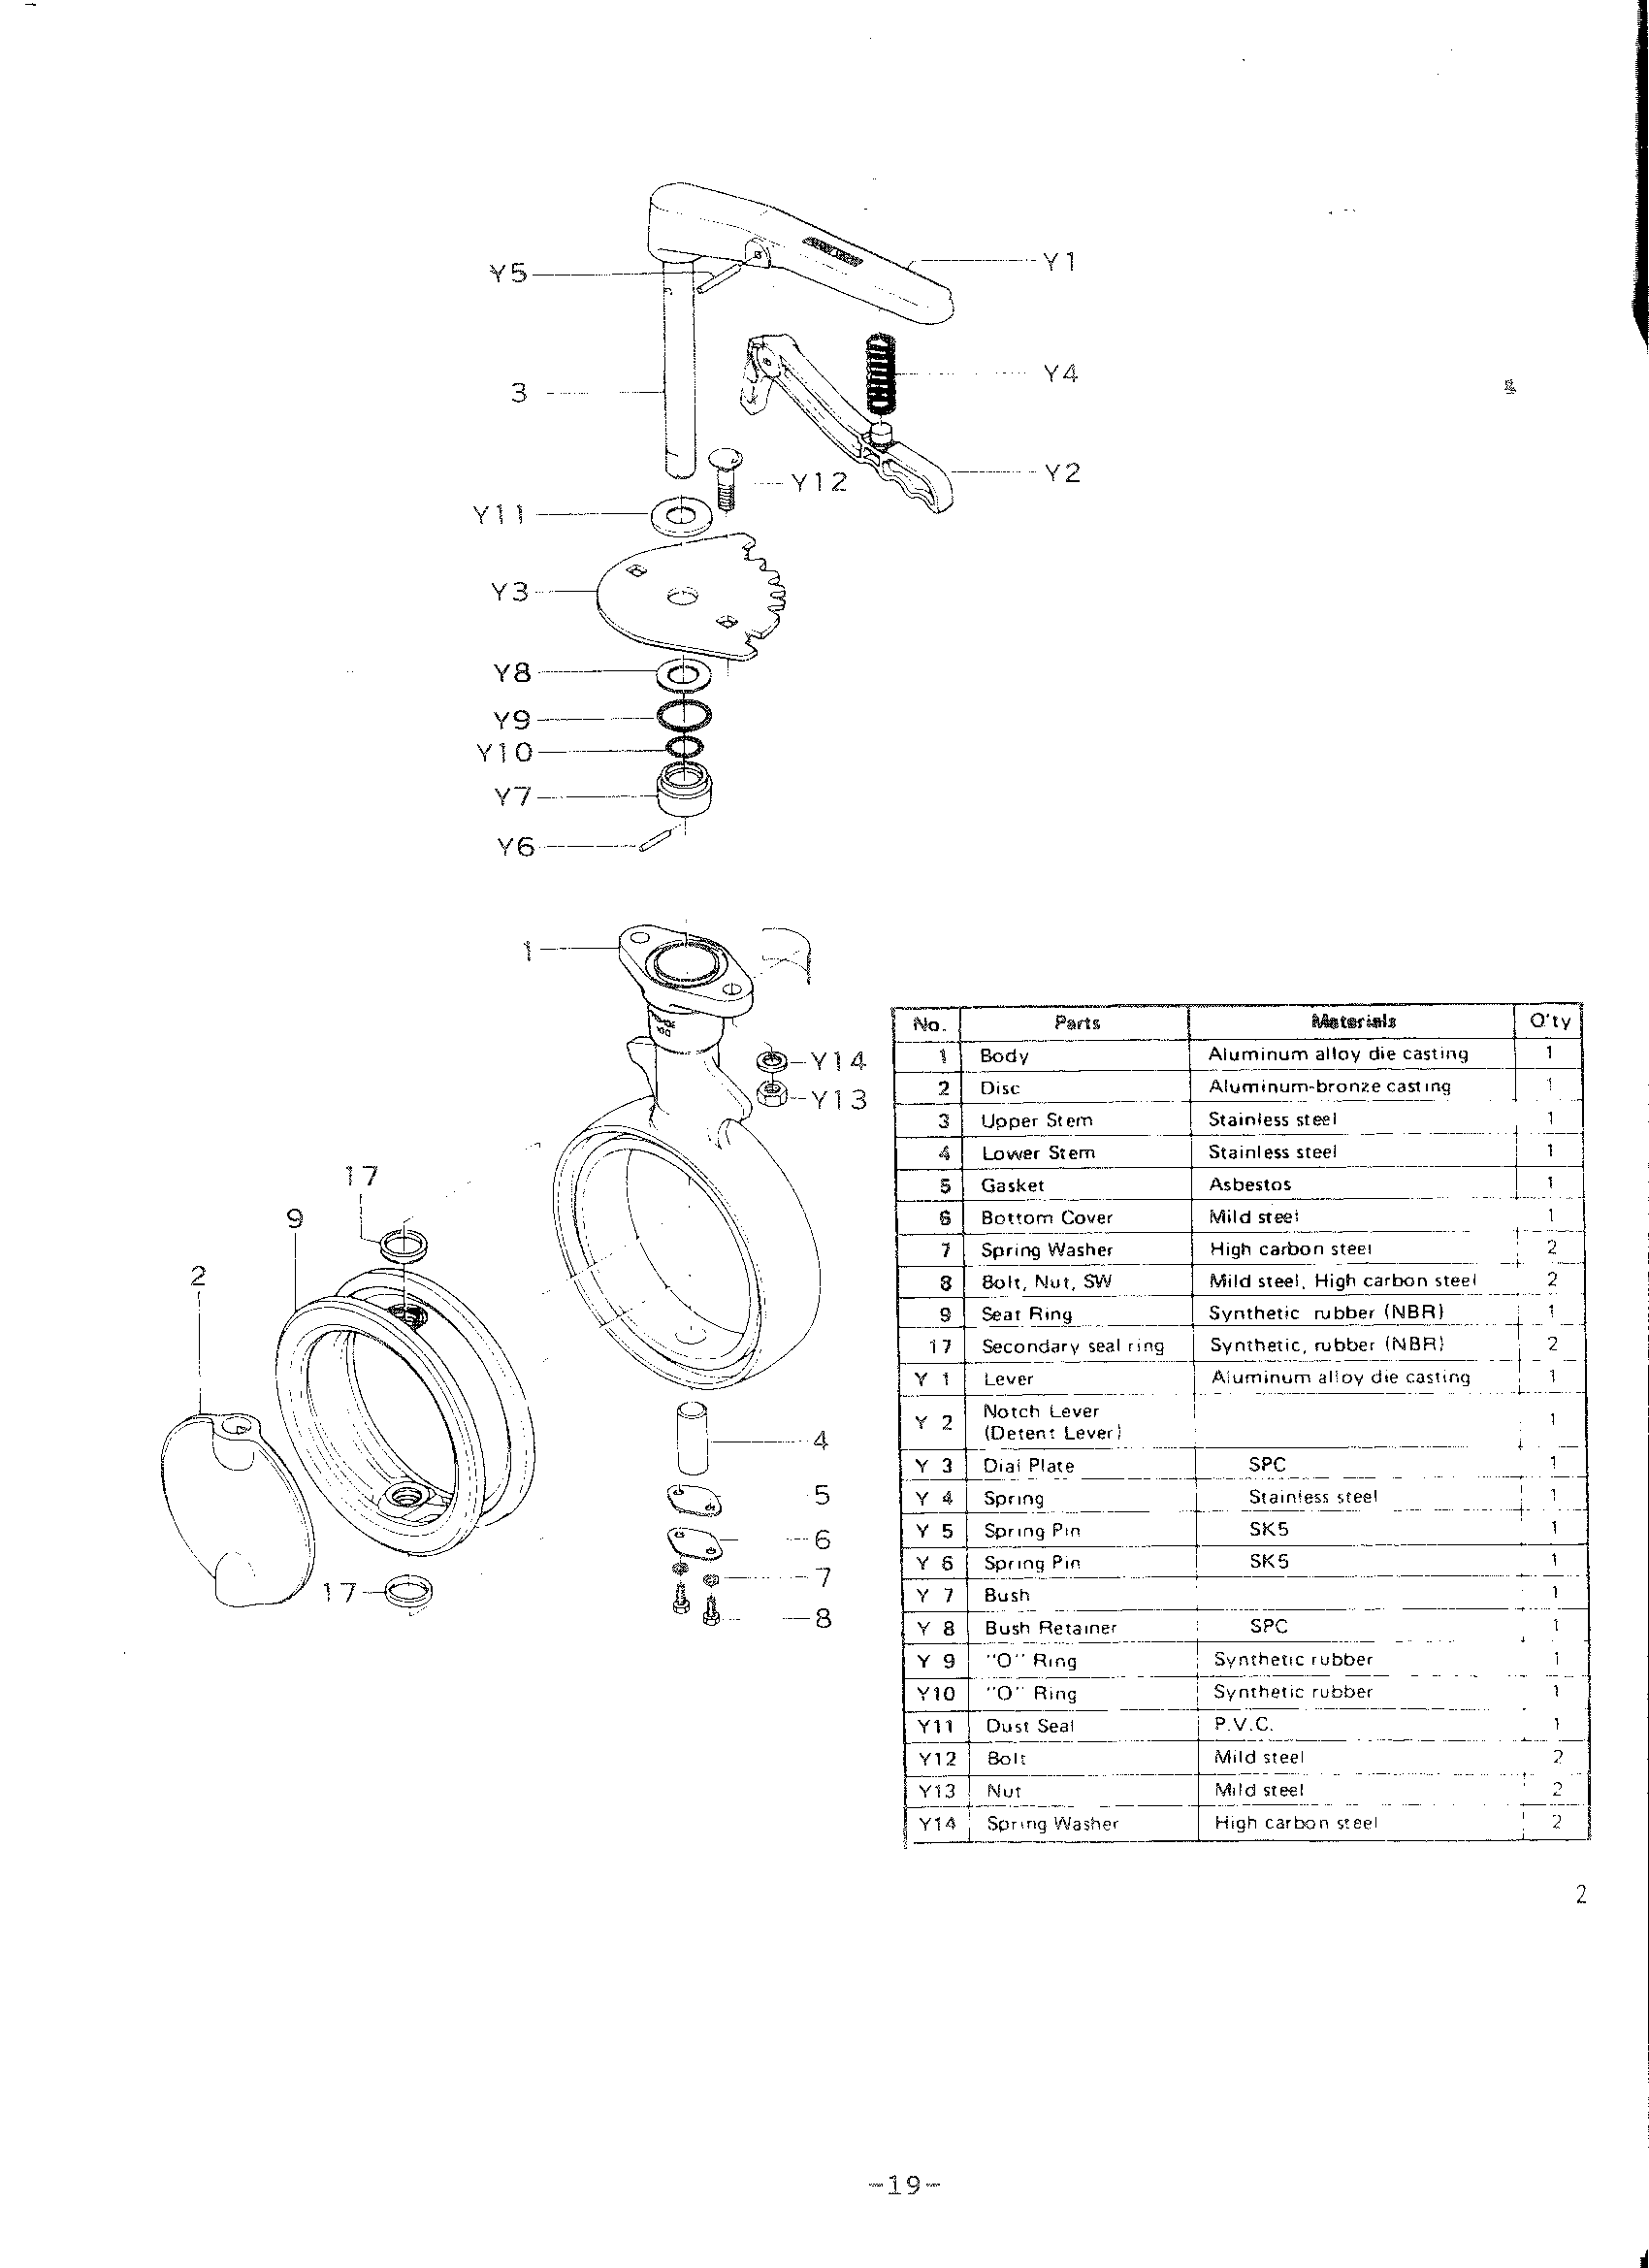 Y1
Y5
Y4
3
Y2
Y12
Y11
Y3
Y8
Y9
Y10
Y7
Y6
1
Y14
Y13
17
9
2
4
5
6
7
17
8
No. Parts Materials Q'ty
1 Body Aluminum alloy die casting 1
2 Disc Aluminum-bronze casting 1
3 Upper Stem Stainless steel 1
4 Lower Stem Stainless steel 1
5 Gasket Asbestos 1
6 Bottom Cover Mild steel 1
7 Spring Washer High carbon steel 2
8 Bolt, Nut, SW Mild steel, High carbon steel 2
9 Seat Ring Synthetic rubber (NBR) 1
17 Secondary seal ring Synthetic, rubber (NBR) 2
Y 1 Lever Aluminum alloy die casting 1
Y 2 Notch Lever 1
(Detent Lever)
Y 3 Dial Plate SPC 1
Y 4 Spring Stainless steel 1
Y 5 Spring Pin SK5 1
Y 6 Spring Pin SK5 1
Y 7 Bush 1
Y 8 Bush Retainer SPC 1
Y 9 "O" Ring Synthetic rubber 1
Y10 "O" Ring Synthetic rubber 1
Y11 Dust Seal P.V.C. 1
Y12 Bolt Mild steel 2
Y13 Nut Mild steel 2
Y14 Spring Washer High carbon steel 2
2
-19-